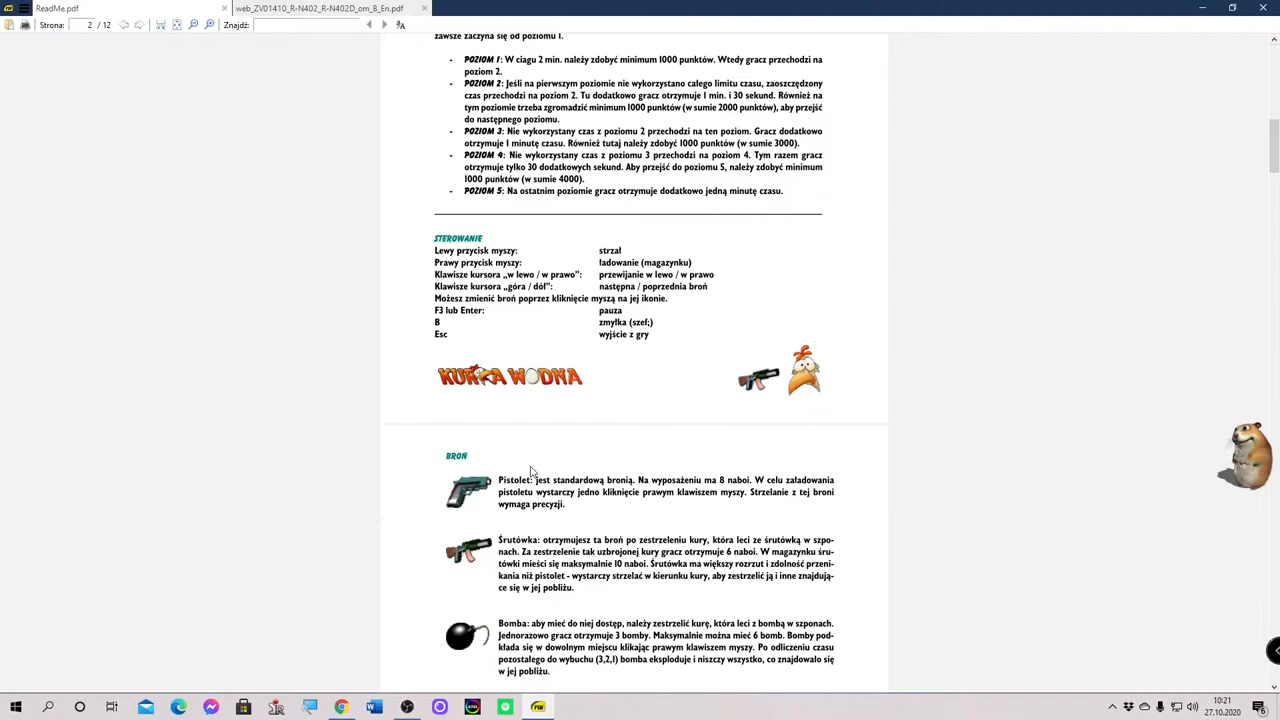 ReadMe.pdf
web_ZV01410_R-N402_R-N402D_om_B_En.pdf
Strona:
2 / 12
Znajdź:
zawsze zaczyna się od poziomu 1.
- POZIOM 1: W ciagu 2 min. należy zdobyć minimum 1000 punktów. Wtedy gracz przechodzi na
poziom 2.
- POZIOM 2: Jeśli na pierwszym poziomie nie wykorzystano całego limitu czasu, zaoszczędzony
czas przechodzi na poziom 2. Tu dodatkowo gracz otrzymuje 1 min. i 30 sekund. Również na
tym poziomie trzeba zgromadzić minimum 1000 punktów (w sumie 2000 punktów), aby przejść
do następnego poziomu.
- POZIOM 3: Nie wykorzystany czas z poziomu 2 przechodzi na ten poziom. Gracz dodatkowo
otrzymuje 1 minutę czasu. Również tutaj należy zdobyć 1000 punktów (w sumie 3000).
- POZIOM 4: Nie wykorzystany czas z poziomu 3 przechodzi na poziom 4. Tym razem gracz
otrzymuje tylko 30 dodatkowych sekund. Aby przejść do poziomu 5, należy zdobyć minimum
1000 punktów (w sumie 4000).
- POZIOM 5: Na ostatnim poziomie gracz otrzymuje dodatkowo jedną minutę czasu.
STEROWANIE
Lewy przycisk myszy: strzał
Prawy przycisk myszy: ładowanie (magazynku)
Klawisze kursora „w lewo / w prawo”: przewijanie w lewo / w prawo
Klawisze kursora „góra / dół”: następna / poprzednia broń
Możesz zmienić broń poprzez kliknięcie myszą na jej ikonie.
F3 lub Enter: pauza
B zmyłka (szef;)
Esc wyjście z gry
KURKA WODNA
BROŃ
Pistolet: jest standardową bronią. Na wyposażeniu ma 8 naboi. W celu załadowania
pistoletu wystarczy jedno kliknięcie prawym klawiszem myszy. Strzelanie z tej broni
wymaga precyzji.
Śrutówka: otrzymujesz ta broń po zestrzeleniu kury, która leci ze śrutówką w szpo-
nach. Za zestrzelenie tak uzbrojonej kury gracz otrzymuje 6 naboi. W magazynku śru-
tówki mieści się maksymalnie 10 naboi. Śrutówka ma większy rozrzut i zdolność przeni-
kania niż pistolet - wystarczy strzelać w kierunku kury, aby zestrzelić ją i inne znajdują-
ce się w jej pobliżu.
Bomba: aby mieć do niej dostęp, należy zestrzelić kurę, która leci z bombą w szponach.
Jednorazowo gracz otrzymuje 3 bomby. Maksymalnie można mieć 6 bomb. Bomby pod-
kłada się w dowolnym miejscu klikając prawym klawiszem myszy. Po odliczeniu czasu
pozostałego do wybuchu (3,2,1) bomba eksploduje i niszczy wszystko, co znajdowało się
w jej pobliżu.
10:21
27.10.2020
6